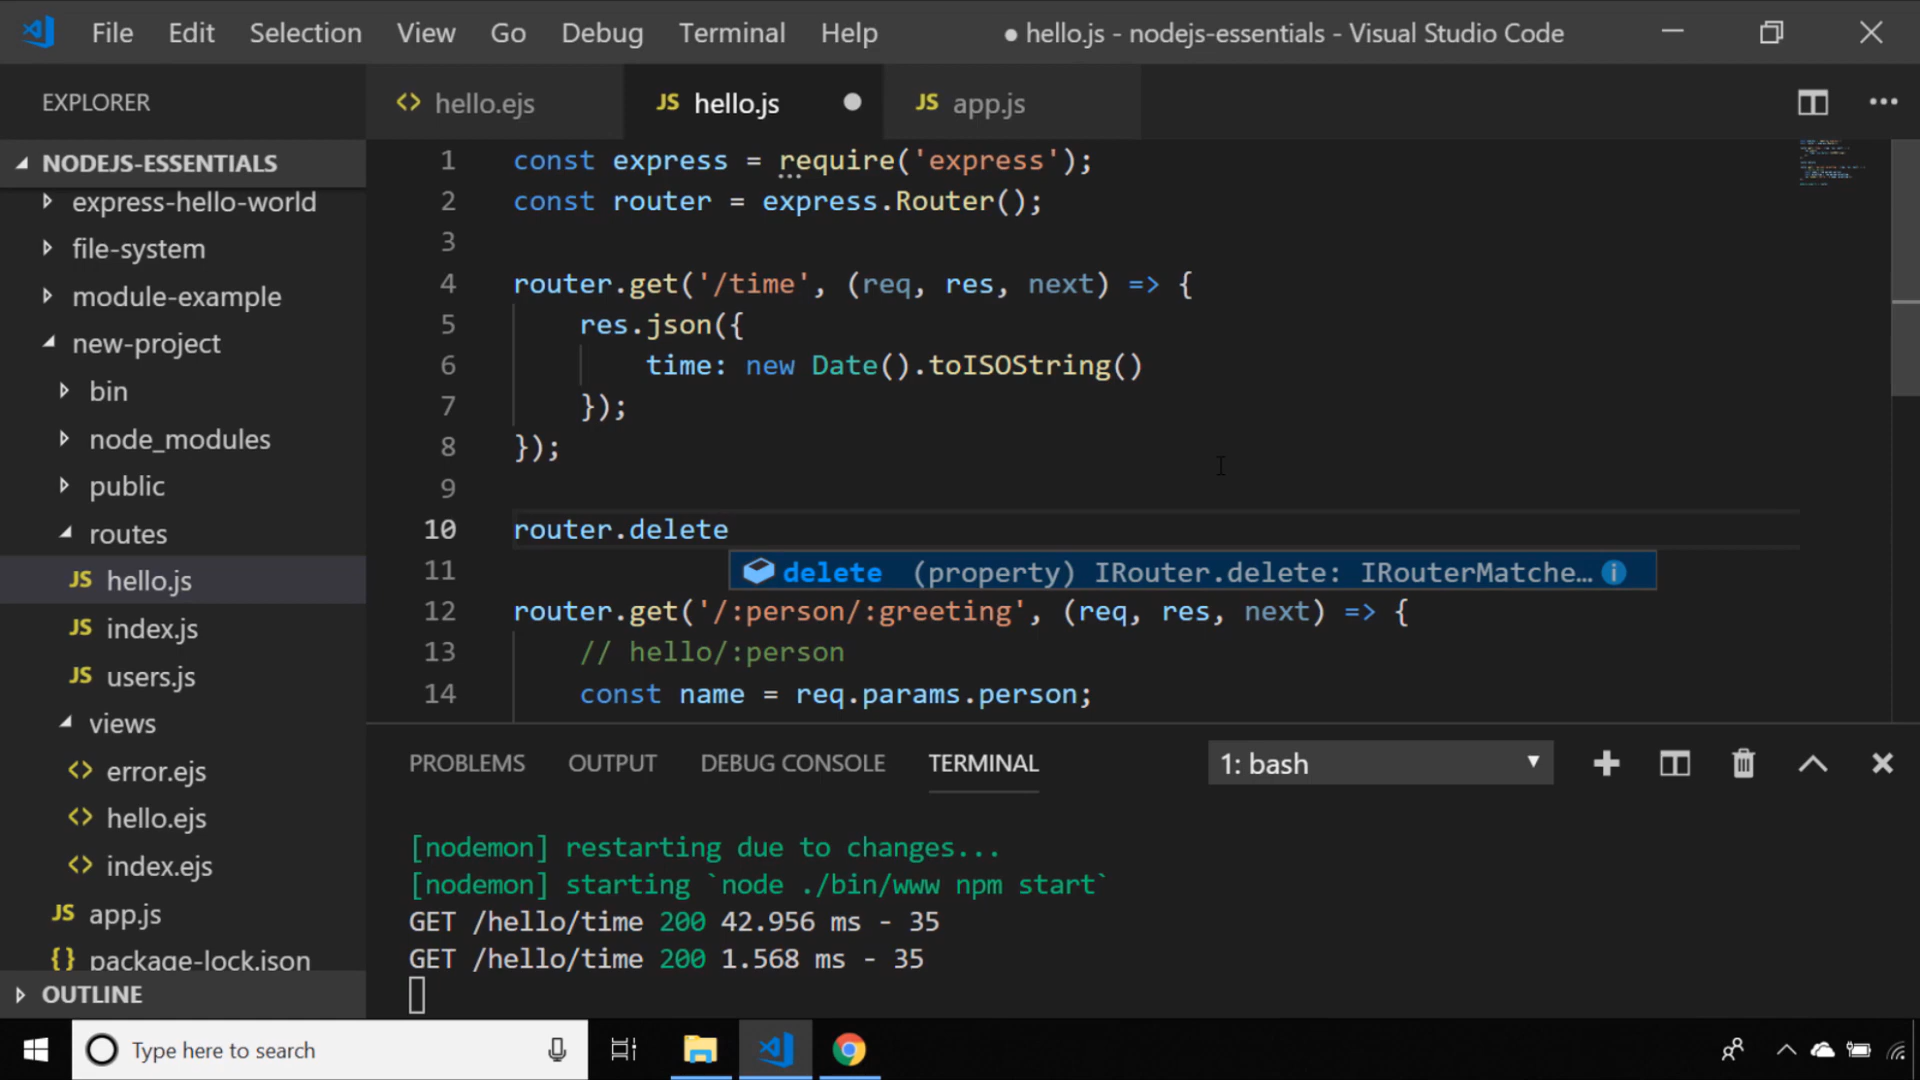 File Edit Selection View Go Debug Terminal Help
● hello.js - nodejs-essentials - Visual Studio Code
EXPLORER
NODEJS-ESSENTIALS
express-hello-world
file-system
module-example
new-project
bin
node_modules
public
routes
JS hello.js
JS index.js
JS users.js
views
<> error.ejs
<> hello.ejs
<> index.ejs
JS app.js
{} package-lock.json
OUTLINE
<> hello.ejs
JS hello.js
JS app.js
1 const express = require('express');
2 const router = express.Router();
3
4 router.get('/time', (req, res, next) => {
5 res.json({
6 time: new Date().toISOString()
7 });
8 });
9
10 router.delete
delete (property) IRouter.delete: IRouterMatche...
11
12 router.get('/:person/:greeting', (req, res, next) => {
13 // hello/:person
14 const name = req.params.person;
PROBLEMS OUTPUT DEBUG CONSOLE TERMINAL
1: bash
[nodemon] restarting due to changes...
[nodemon] starting `node ./bin/www npm start`
GET /hello/time 200 42.956 ms - 35
GET /hello/time 200 1.568 ms - 35
Type here to search